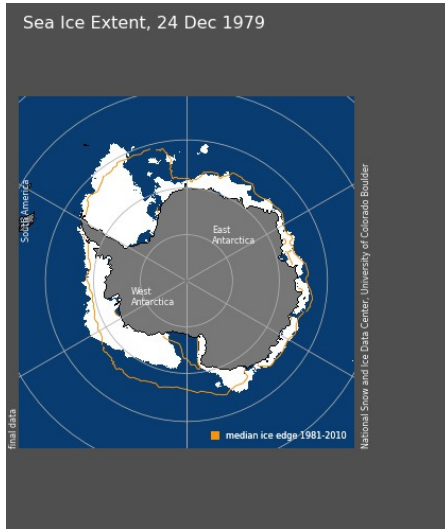 Sea Ice Extent, 24 Dec 1979
South America
East
Antarctica
West
Antarctica
National Snow and Ice Data Center, University of Colorado Boulder
final data
median ice edge 1981-2010